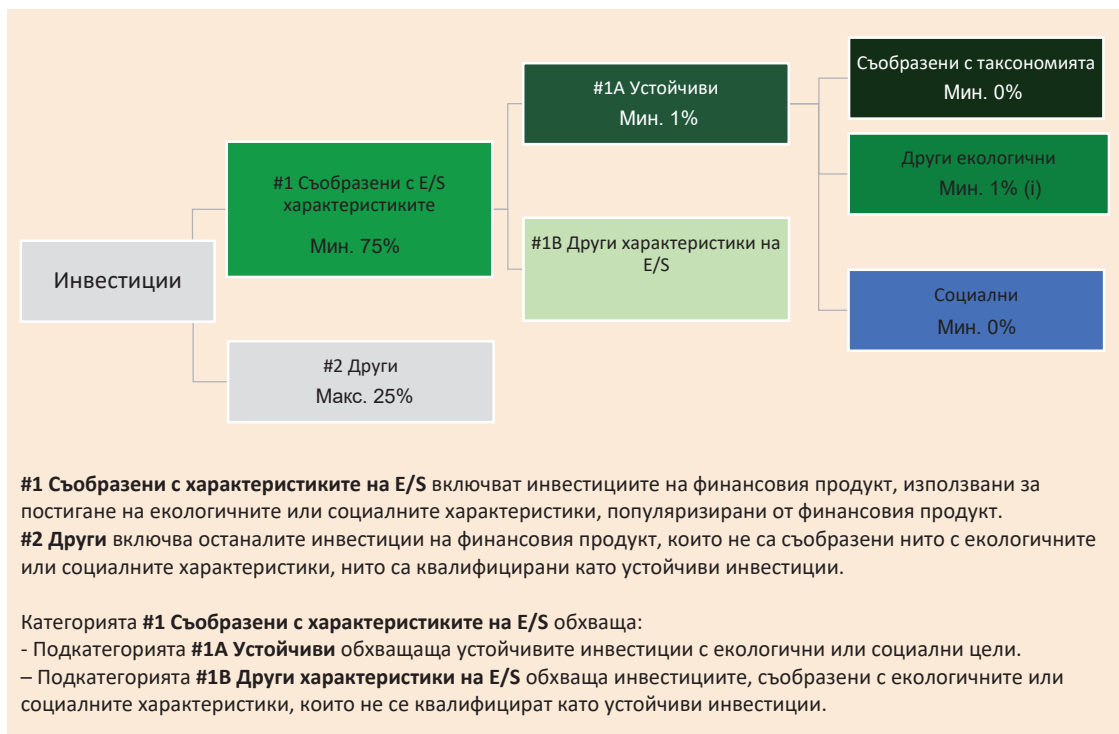 Инвестиции
#1 Съобразени с E/S
характеристиките
Мин. 75%
#2 Други
Макс. 25%
#1A Устойчиви
Мин. 1%
#1B Други характеристики на
E/S
Съобразени с таксономията
Мин. 0%
Други екологични
Мин. 1% (i)
Социални
Мин. 0%
#1 Съобразени с характеристиките на E/S включват инвестициите на финансовия продукт, използвани за
постигане на екологичните или социалните характеристики, популяризирани от финансовия продукт.
#2 Други включва останалите инвестиции на финансовия продукт, които не са съобразени нито с екологичните
или социалните характеристики, нито са квалифицирани като устойчиви инвестиции.
Категорията #1 Съобразени с характеристиките на E/S обхваща:
- Подкатегорията #1A Устойчиви обхващаща устойчивите инвестиции с екологични или социални цели.
– Подкатегорията #1B Други характеристики на E/S обхваща инвестициите, съобразени с екологичните или
социалните характеристики, които не се квалифицират като устойчиви инвестиции.